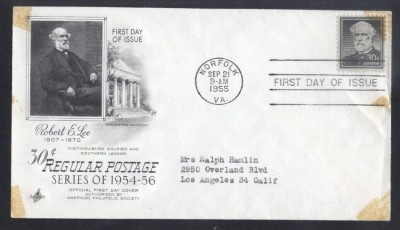 FIRST DAY
OF ISSUE
Robert E. Lee
1807-1870
DISTINGUISHED SOLDIER AND
SOUTHERN LEADER
30¢
REGULAR POSTAGE
SERIES OF 1954-56
OFFICIAL FIRST DAY COVER
AUTHORIZED BY
AMERICAN PHILATELIC SOCIETY
NORFOLK
SEP 21
9-AM
1955
VA.
FIRST DAY OF ISSUE
30¢
Mrs Ralph Hamlin
2950 Overland Blvd
Los Angeles 34 Calif